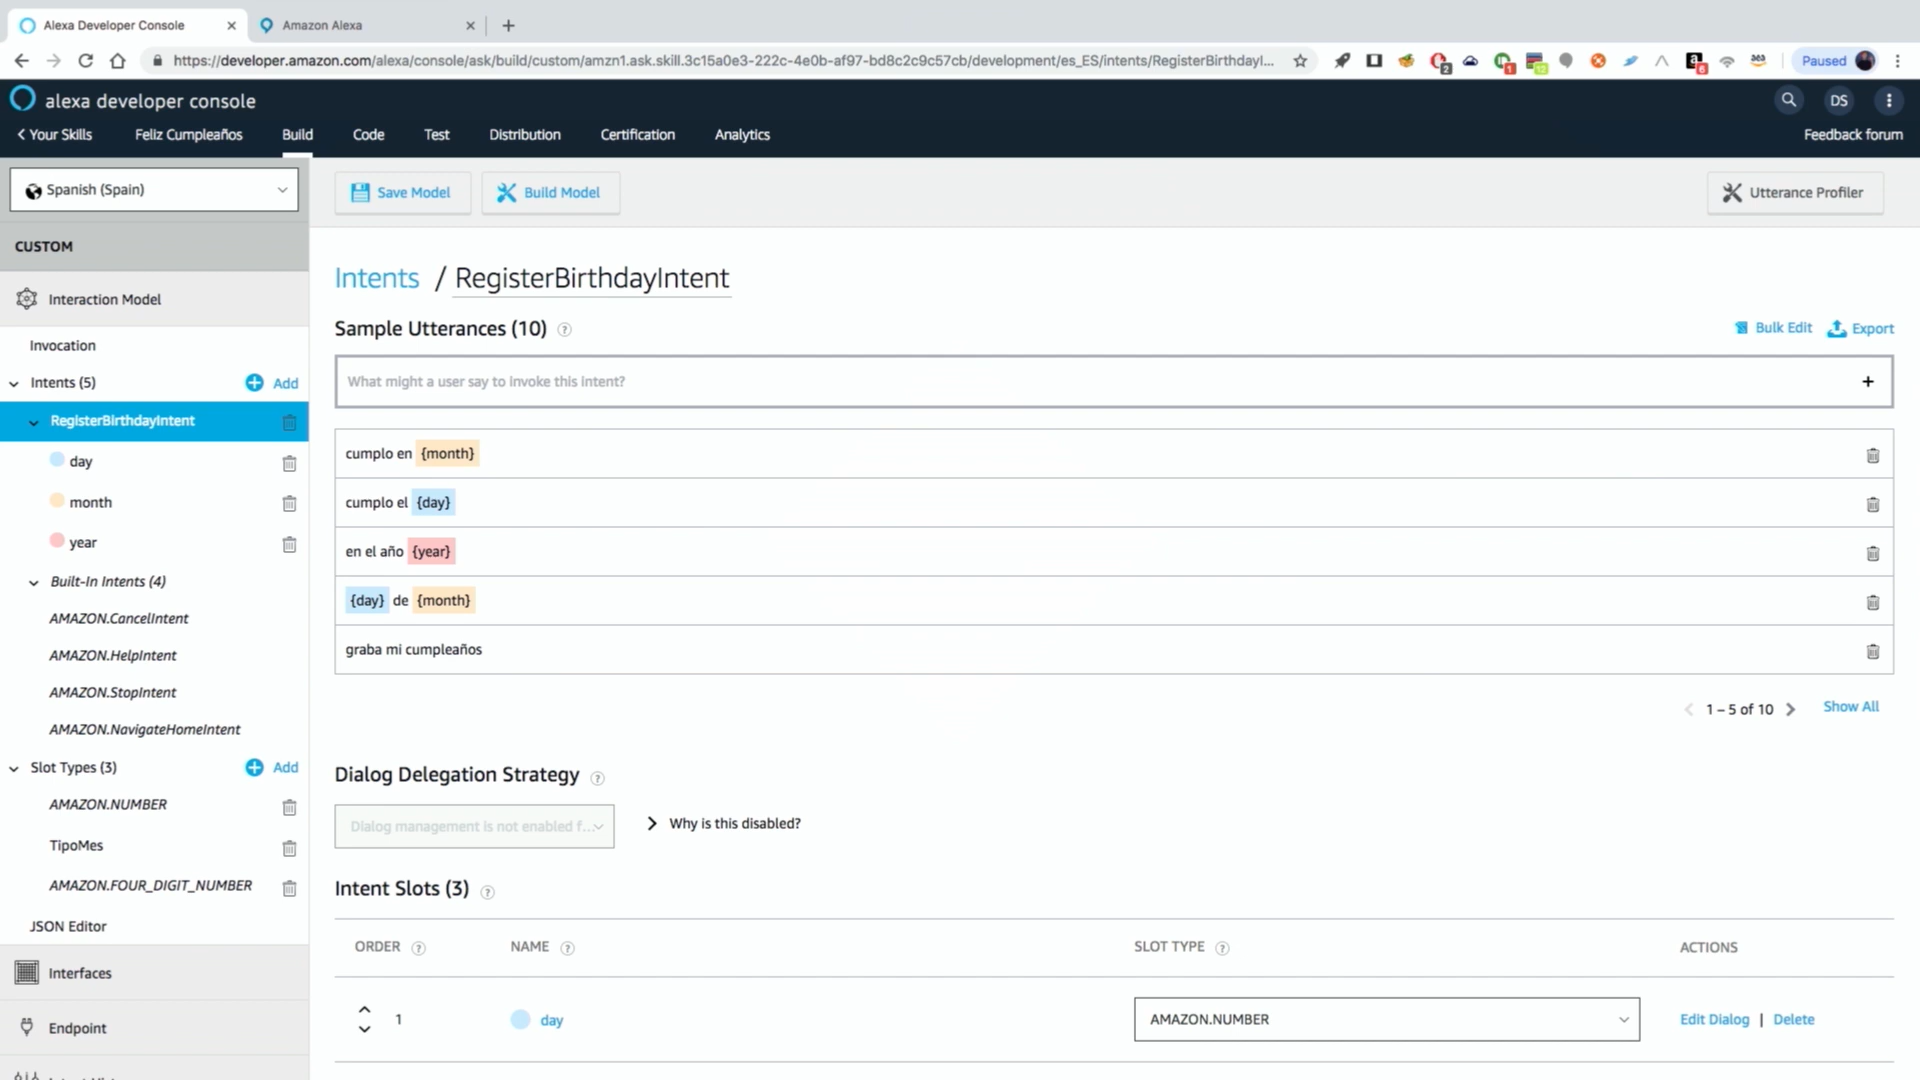 Alexa Developer Console
Amazon Alexa
https://developer.amazon.com/alexa/console/ask/build/custom/amzn1.ask.skill.3c15a0e3-222c-4e0b-af97-bd8c2c9c57cb/development/es_ES/intents/RegisterBirthdayI...
Paused
alexa developer console
DS
Your Skills
Feliz Cumpleaños
Build
Code
Test
Distribution
Certification
Analytics
Feedback forum
Spanish (Spain)
Save Model
Build Model
Utterance Profiler
CUSTOM
Interaction Model
Invocation
Intents (5)
Add
RegisterBirthdayIntent
day
month
year
Built-In Intents (4)
AMAZON.CancelIntent
AMAZON.HelpIntent
AMAZON.StopIntent
AMAZON.NavigateHomeIntent
Slot Types (3)
Add
AMAZON.NUMBER
TipoMes
AMAZON.FOUR_DIGIT_NUMBER
JSON Editor
Interfaces
Endpoint
Intents / RegisterBirthdayIntent
Sample Utterances (10)
Bulk Edit
Export
What might a user say to invoke this intent?
cumplo en {month}
cumplo el {day}
en el año {year}
{day} de {month}
graba mi cumpleaños
1 – 5 of 10
Show All
Dialog Delegation Strategy
Dialog management is not enabled f...
Why is this disabled?
Intent Slots (3)
ORDER
NAME
SLOT TYPE
ACTIONS
1
day
AMAZON.NUMBER
Edit Dialog | Delete